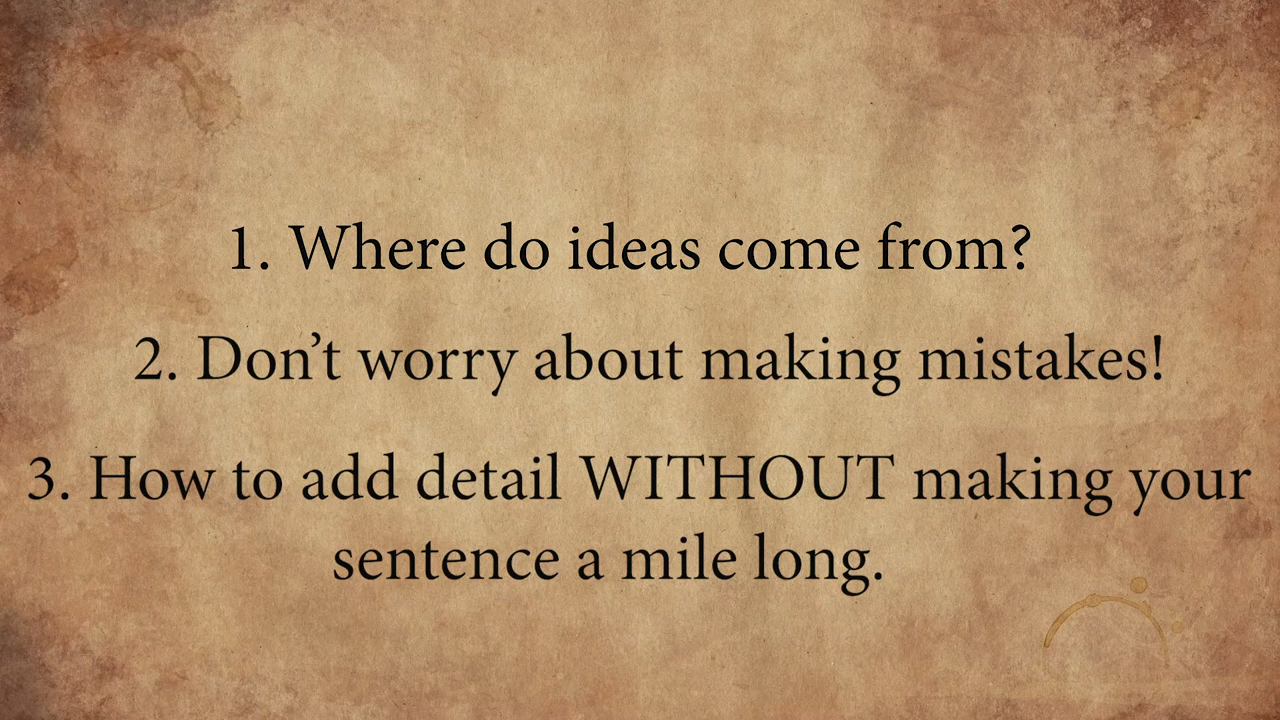 1. Where do ideas come from?
2. Don’t worry about making mistakes!
3. How to add detail WITHOUT making your
sentence a mile long.